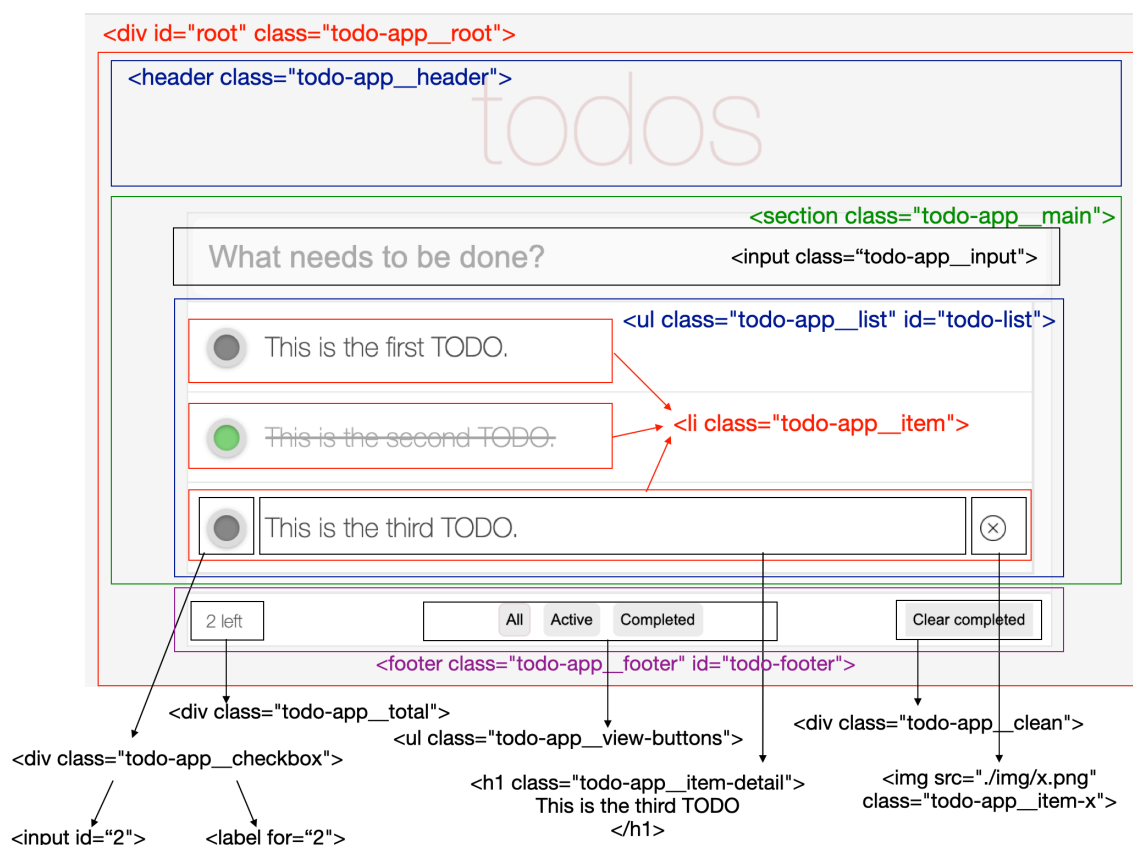 <div id="root" class="todo-app__root">
<header class="todo-app__header">
todos
<section class="todo-app__main">
What needs to be done?
<input class=“todo-app__input">
<ul class="todo-app__list" id="todo-list">
This is the first TODO.
<li class="todo-app__item">
This is the second TODO.
This is the third TODO.
2 left
All
Active
Completed
Clear completed
<footer class="todo-app__footer" id="todo-footer">
<div class="todo-app__total">
<ul class="todo-app__view-buttons">
<div class="todo-app__clean">
<div class="todo-app__checkbox">
<h1 class="todo-app__item-detail">
This is the third TODO
</h1>
<img src="./img/x.png"
class="todo-app__item-x">
<input id=“2">
<label for=“2">